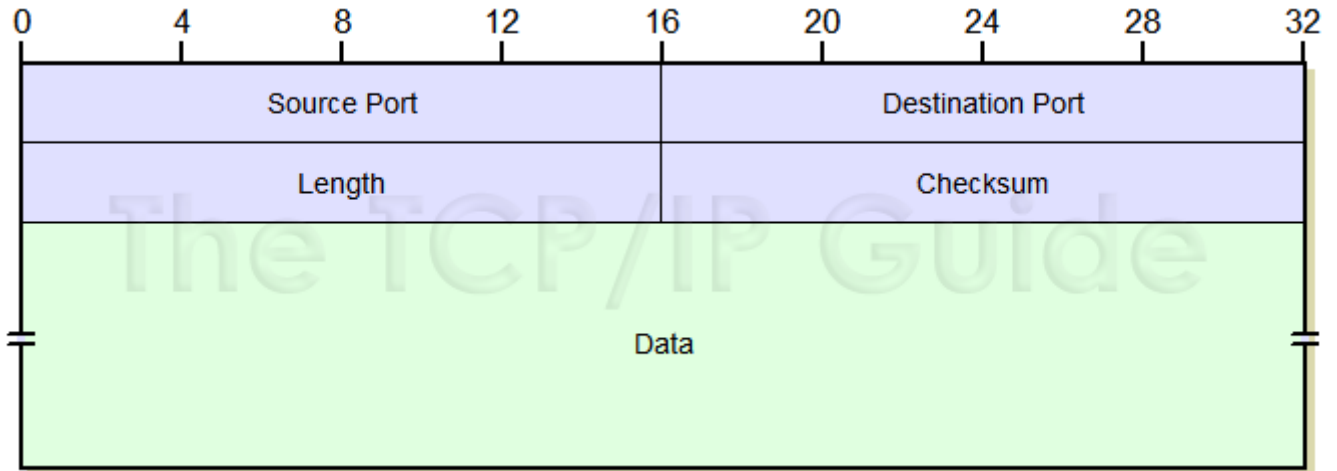 0 4 8 12 16 20 24 28 32
Source Port Destination Port
Length Checksum
The TCP/IP Guide
Data